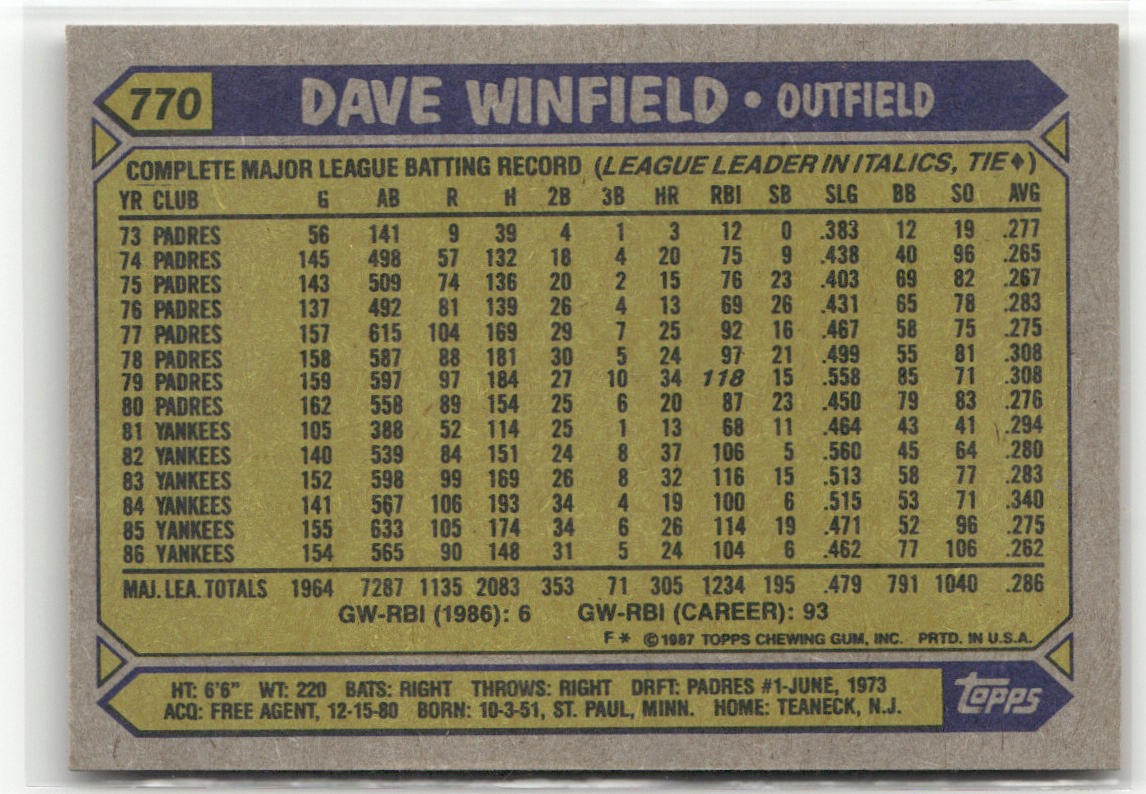 770 DAVE WINFIELD • OUTFIELD
COMPLETE MAJOR LEAGUE BATTING RECORD (LEAGUE LEADER IN ITALICS, TIE♦)
YR CLUB G AB R H 2B 3B HR RBI SB SLG BB SO AVG
73 PADRES 56 141 9 39 4 1 3 12 0 .383 12 19 .277
74 PADRES 145 498 57 132 18 4 20 75 9 .438 40 96 .265
75 PADRES 143 509 74 136 20 2 15 76 23 .403 69 82 .267
76 PADRES 137 492 81 139 26 4 13 69 26 .431 65 78 .283
77 PADRES 157 615 104 169 29 7 25 92 16 .467 58 75 .275
78 PADRES 158 587 88 181 30 5 24 97 21 .499 55 81 .308
79 PADRES 159 597 97 184 27 10 34 118 15 .558 85 71 .308
80 PADRES 162 558 89 154 25 6 20 87 23 .450 79 83 .276
81 YANKEES 105 388 52 114 25 1 13 68 11 .464 43 41 .294
82 YANKEES 140 539 84 151 24 8 37 106 5 .560 45 64 .280
83 YANKEES 152 598 99 169 26 8 32 116 15 .513 58 77 .283
84 YANKEES 141 567 106 193 34 4 19 100 6 .515 53 71 .340
85 YANKEES 155 633 105 174 34 6 26 114 19 .471 52 96 .275
86 YANKEES 154 565 90 148 31 5 24 104 6 .462 77 106 .262
MAJ. LEA. TOTALS 1964 7287 1135 2083 353 71 305 1234 195 .479 791 1040 .286
GW-RBI (1986): 6 GW-RBI (CAREER): 93
F* ©1987 TOPPS CHEWING GUM, INC. PRTD. IN U.S.A.
HT: 6'6" WT: 220 BATS: RIGHT THROWS: RIGHT DRFT: PADRES #1-JUNE, 1973
ACQ: FREE AGENT, 12-15-80 BORN: 10-3-51, ST. PAUL, MINN. HOME: TEANECK, N.J.
topps